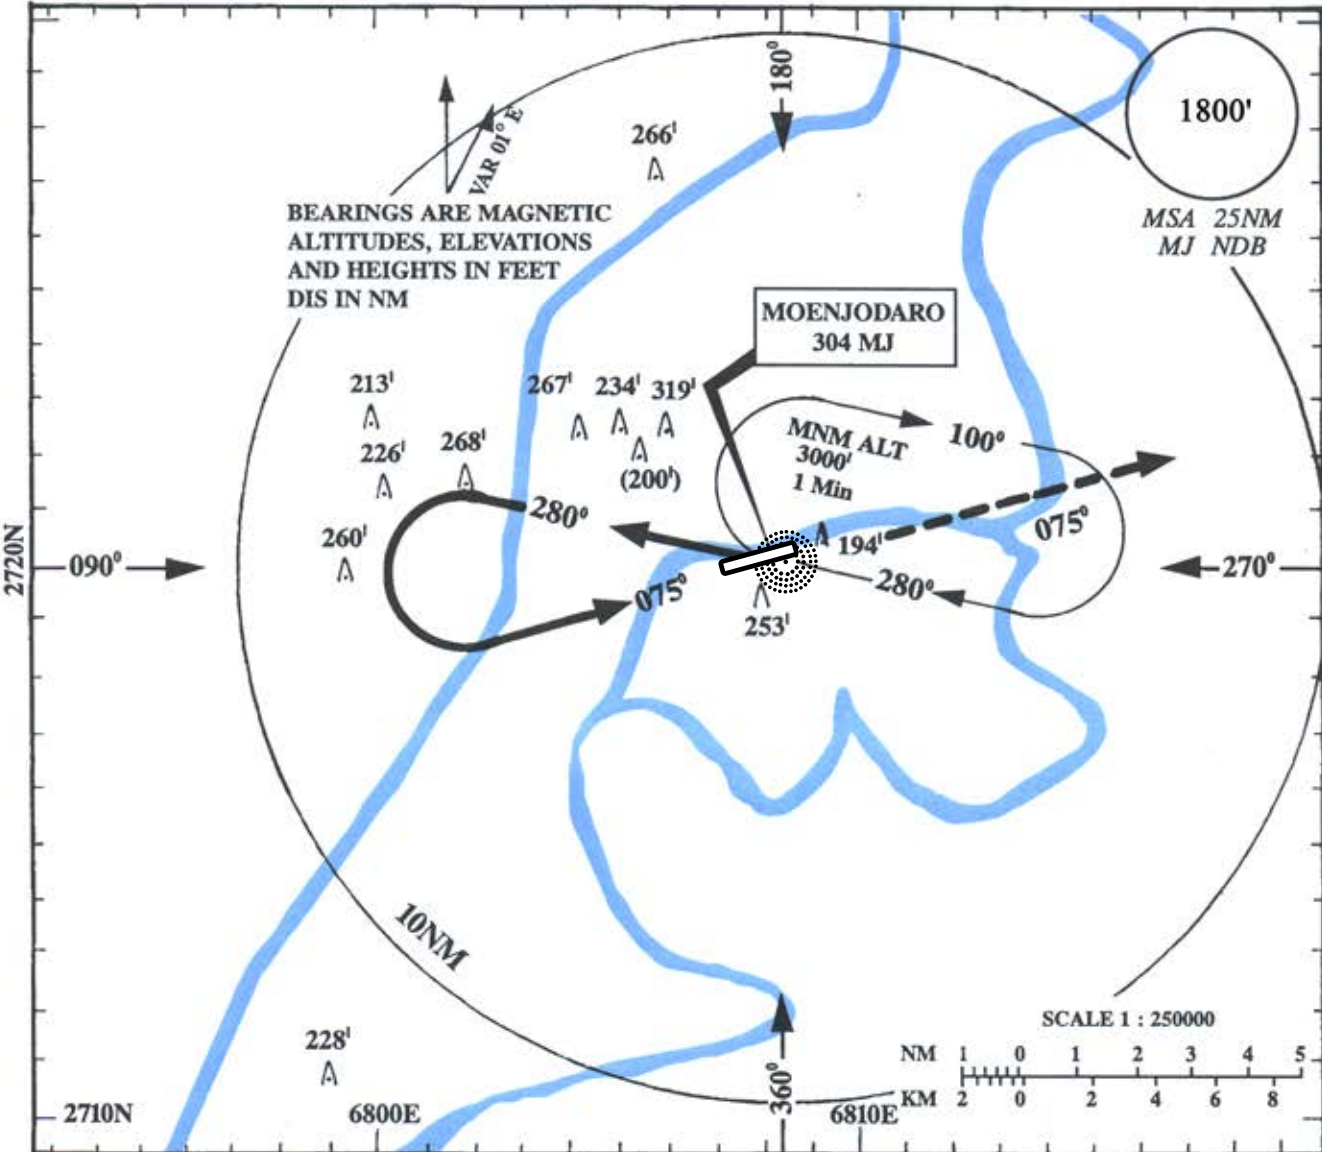 180°
1800'
VAR 01° E
266'
BEARINGS ARE MAGNETIC
ALTITUDES, ELEVATIONS
AND HEIGHTS IN FEET
DIS IN NM
MSA 25NM
MJ NDB
MOENJODARO
304 MJ
213'
267'
234'
319'
226'
268'
(200')
MNM ALT
3000'
1 Min
100°
280°
260'
194'
075°
2720N
090°
270°
075°
280°
253'
10NM
SCALE 1 : 250000
228'
NM 1 0 1 2 3 4 5
KM 2 0 2 4 6 8
360°
2710N
6800E
6810E